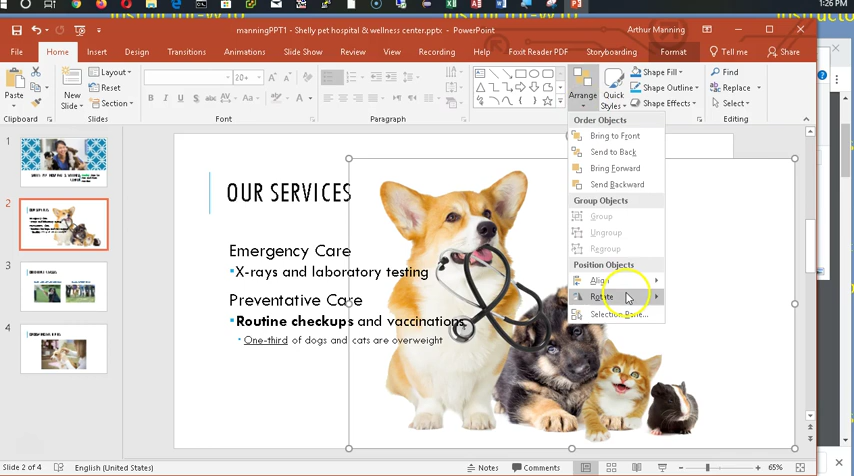 1:26 PM
manningPPT1 - Shelly pet hospital & wellness center.pptx - PowerPoint
Arthur Manning
File Home Insert Design Transitions Animations Slide Show Review View Recording Help Foxit Reader PDF Storyboarding Format Tell me Share
Paste
New Slide
Layout
Reset
Section
20+
B I U S
Arrange
Quick Styles
Shape Fill
Shape Outline
Shape Effects
Find
Replace
Select
Clipboard Slides Font Paragraph Editing
Order Objects
Bring to Front
Send to Back
Bring Forward
Send Backward
Group Objects
Group
Ungroup
Regroup
Position Objects
Align
Rotate
Selection Pane...
1
2
3
4
OUR SERVICES
Emergency Care
•X-rays and laboratory testing
Preventative Care
•Routine checkups and vaccinations
• One-third of dogs and cats are overweight
Slide 2 of 4 English (United States) Notes Comments 65%